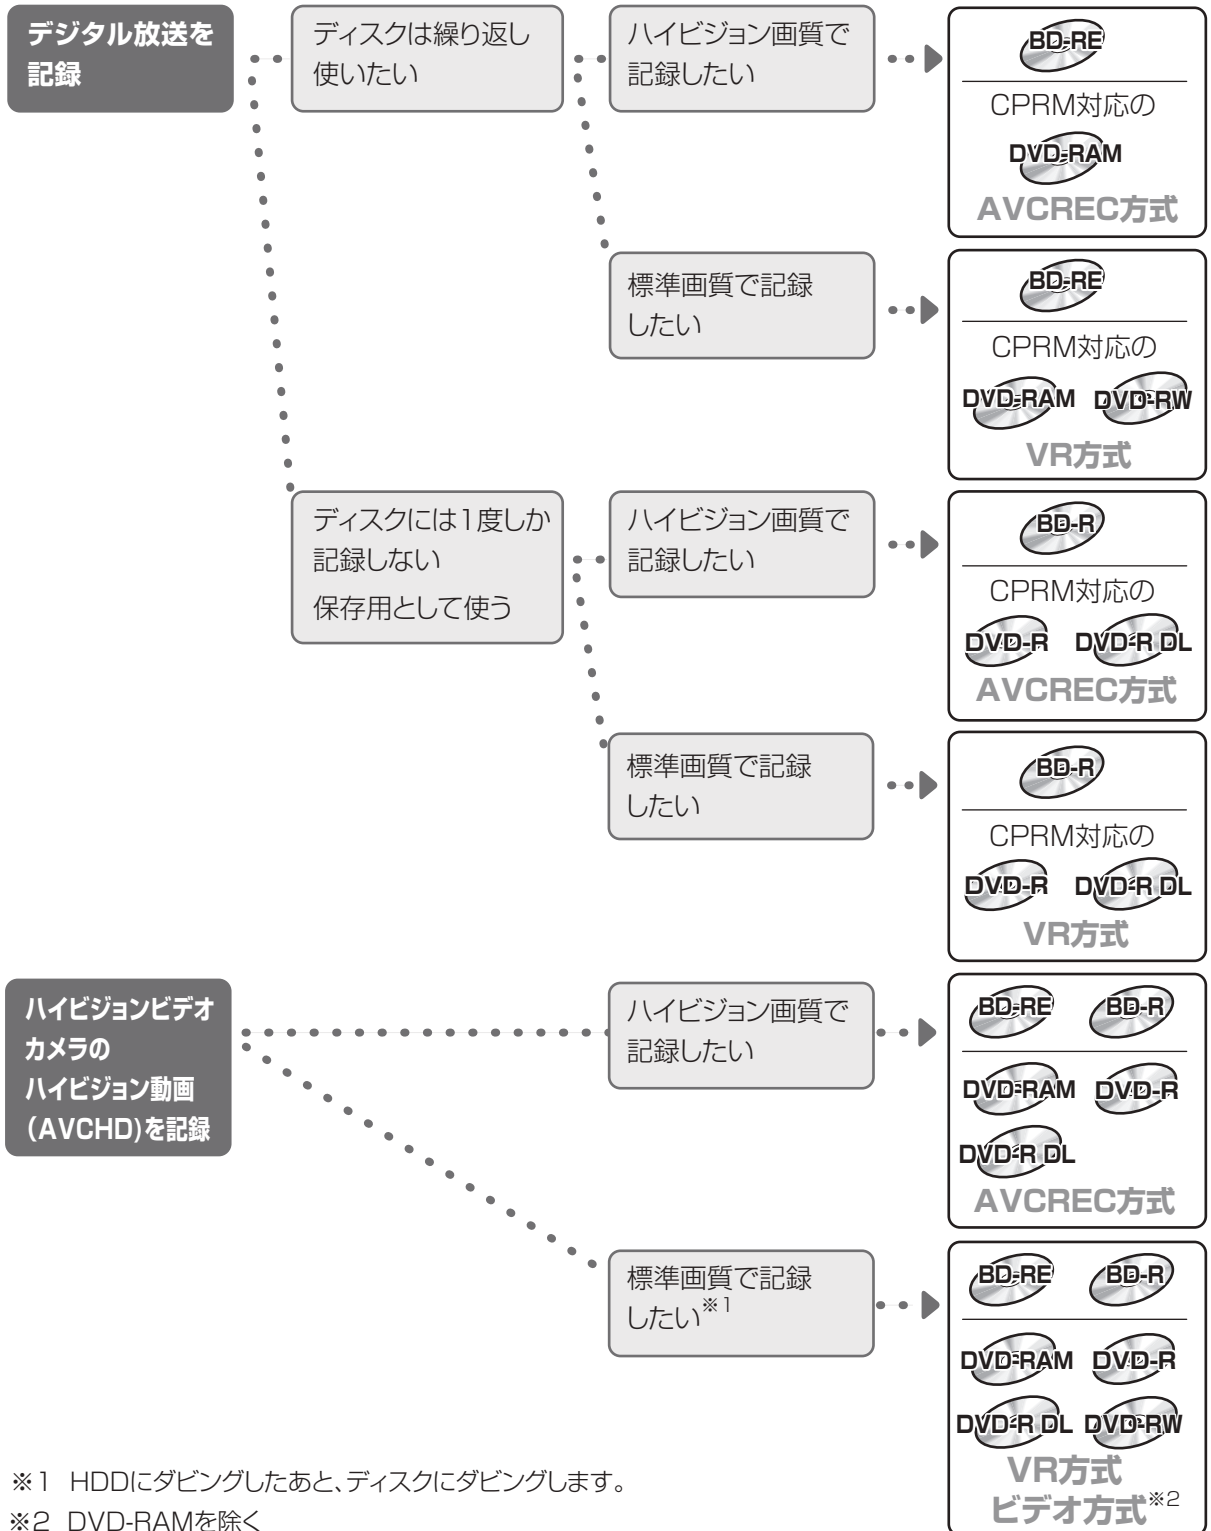 デジタル放送を
記録
ディスクは繰り返し
使いたい
ハイビジョン画質で
記録したい
BD-RE
CPRM対応の
DVD-RAM
AVCREC方式
標準画質で記録
したい
BD-RE
CPRM対応の
DVD-RAM DVD-RW
VR方式
ディスクには1度しか
記録しない
保存用として使う
ハイビジョン画質で
記録したい
BD-R
CPRM対応の
DVD-R DVD-R DL
AVCREC方式
標準画質で記録
したい
BD-R
CPRM対応の
DVD-R DVD-R DL
VR方式
ハイビジョンビデオ
カメラの
ハイビジョン動画
(AVCHD)を記録
ハイビジョン画質で
記録したい
BD-RE BD-R
DVD-RAM DVD-R
DVD-R DL
AVCREC方式
標準画質で記録
したい※1
BD-RE BD-R
DVD-RAM DVD-R
DVD-R DL DVD-RW
VR方式
ビデオ方式※2
※1 HDDにダビングしたあと、ディスクにダビングします。
※2 DVD-RAMを除く